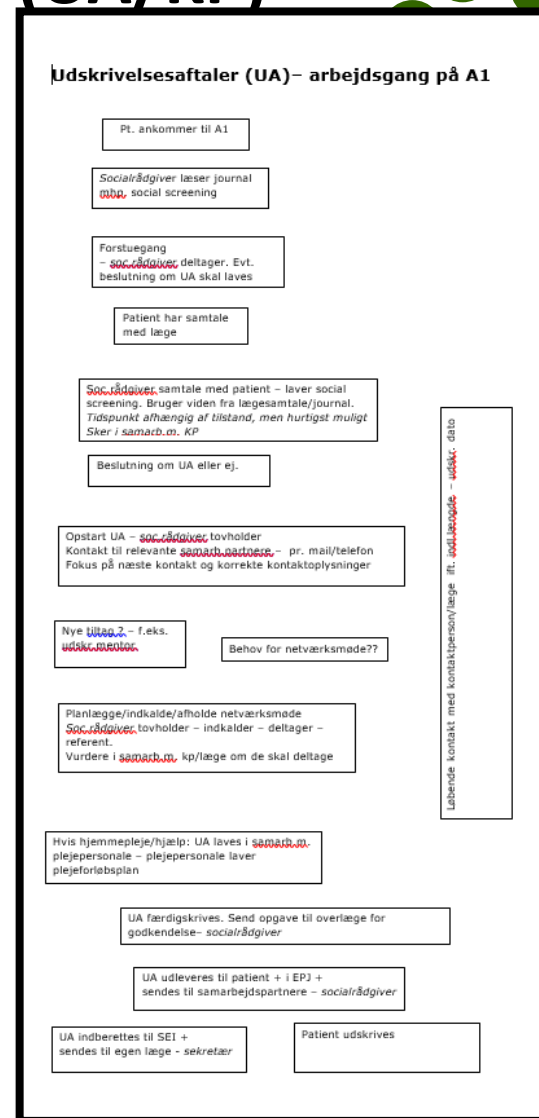 (UA/KP)
Udskrivelsesaftaler (UA)– arbejdsgang på A1
Pt. ankommer til A1
Socialrådgiver læser journal
mhp. social screening
Forstuegang
– soc.rådgiver deltager. Evt.
beslutning om UA skal laves
Patient har samtale
med læge
Soc.rådgiver samtale med patient – laver social
screening. Bruger viden fra lægesamtale/journal.
Tidspunkt afhængig af tilstand, men hurtigst muligt
Sker i samarb.m. KP
Beslutning om UA eller ej.
Løbende kontakt med kontaktperson/læge ift. indl.længde – udskr. dato
Opstart UA – soc.rådgiver tovholder
Kontakt til relevante samarb.partnere – pr. mail/telefon
Fokus på næste kontakt og korrekte kontaktoplysninger
Nye tiltag ? – f.eks.
udskr.mentor
Behov for netværksmøde??
Planlægge/indkalde/afholde netværksmøde
Soc.rådgiver tovholder – indkalder – deltager –
referent.
Vurdere i samarb.m. kp/læge om de skal deltage
Hvis hjemmepleje/hjælp: UA laves i samarb.m.
plejepersonale – plejepersonale laver
plejeforløbsplan
UA færdigskrives. Send opgave til overlæge for
godkendelse– socialrådgiver
UA udleveres til patient + i EPJ +
sendes til samarbejdspartnere – socialrådgiver
UA indberettes til SEI +
sendes til egen læge - sekretær
Patient udskrives